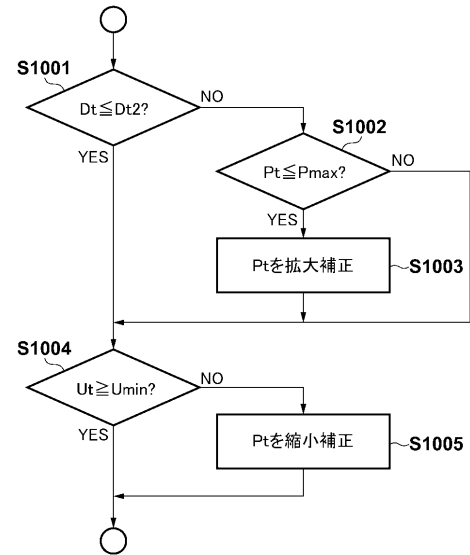 S1001
Dt≦Dt2?
NO
YES
S1002
Pt≦Pmax?
NO
YES
Ptを拡大補正
S1003
S1004
Ut≧Umin?
NO
YES
Ptを縮小補正
S1005